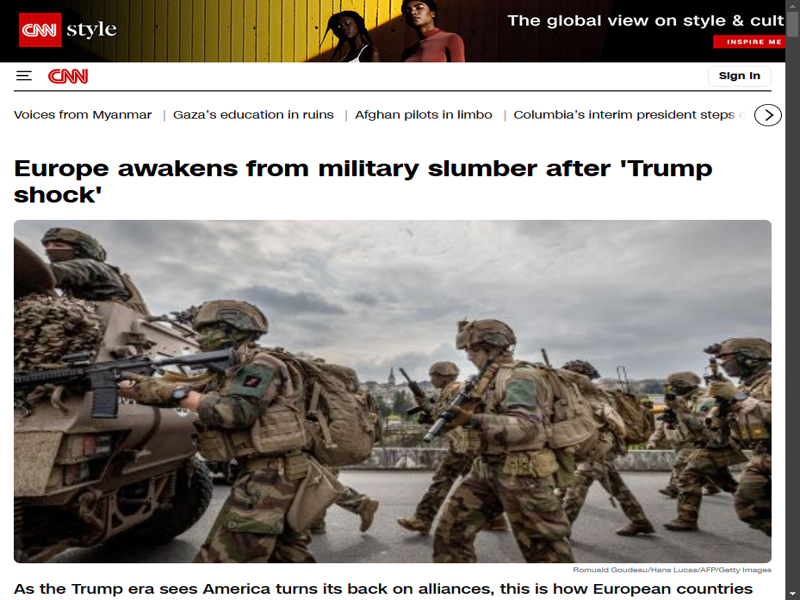 CNN style
The global view on style & cult
INSPIRE ME
CNN
Sign in
Voices from Myanmar | Gaza's education in ruins | Afghan pilots in limbo | Columbia's interim president steps
Europe awakens from military slumber after 'Trump
shock'
Romuald Goudeau/Hans Lucas/AFP/Getty Images
As the Trump era sees America turns its back on alliances, this is how European countries